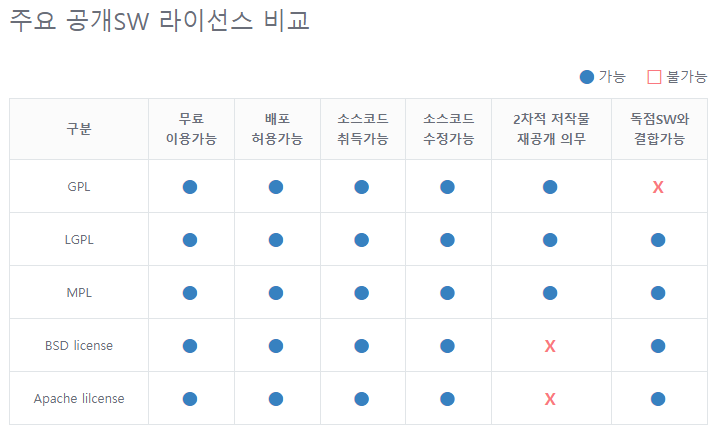 주요 공개SW 라이선스 비교
● 가능 □ 불가능
구분 무료 이용가능 배포 허용가능 소스코드 취득가능 소스코드 수정가능 2차적 저작물 재공개 의무 독점SW와 결합가능
GPL ● ● ● ● ● X
LGPL ● ● ● ● ● ●
MPL ● ● ● ● ● ●
BSD license ● ● ● ● X ●
Apache lilcense ● ● ● ● X ●